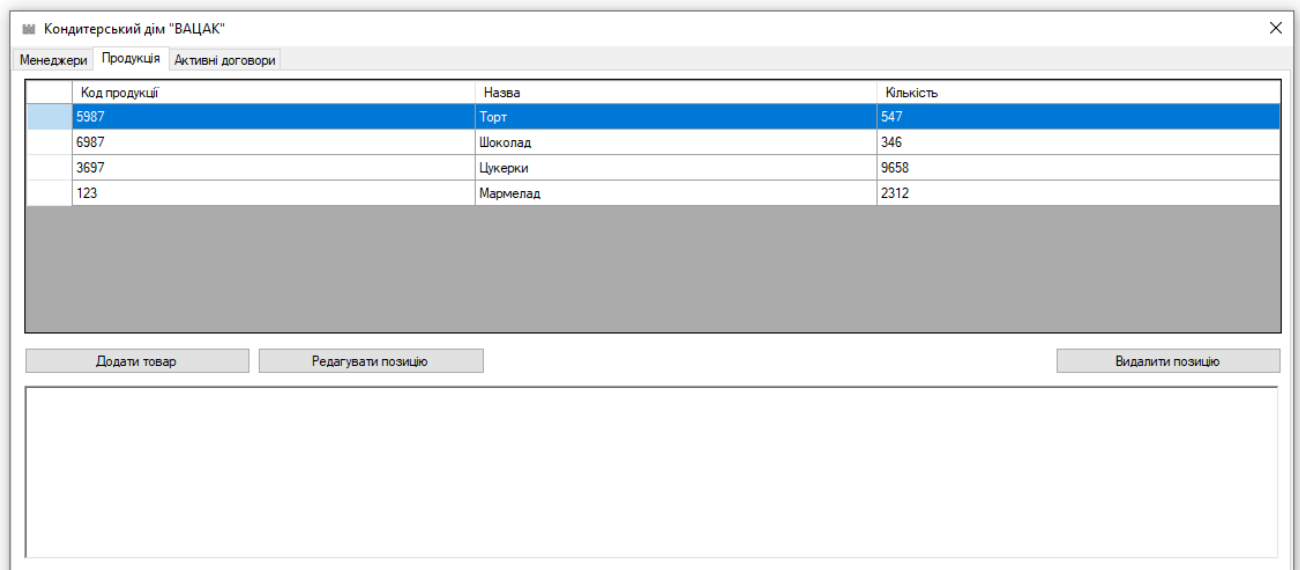 Кондитерський дім "ВАЦАК"
Менеджери Продукція Активні договори
Код продукції Назва Кількість
5987 Торт 547
6987 Шоколад 346
3697 Цукерки 9658
123 Мармелад 2312
Додати товар Редагувати позицію Видалити позицію